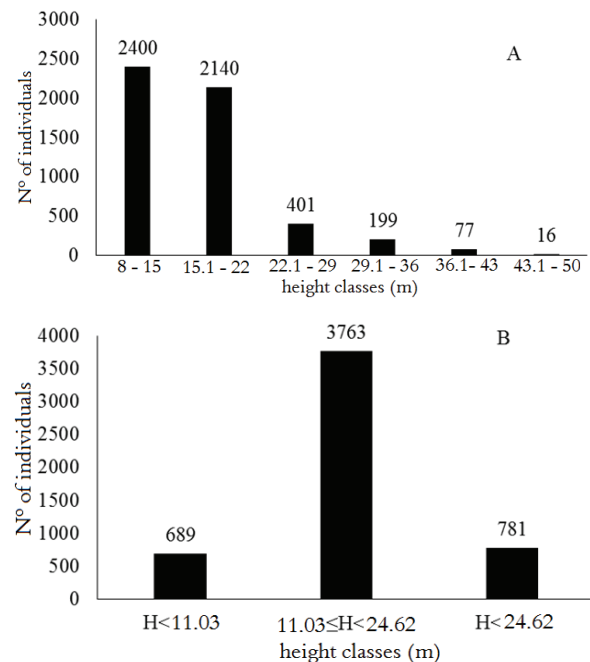 3000
2500
2000
1500
1000
500
0
Nº of individuals
A
2400
2140
401
199
77
16
8 - 15
15.1 - 22
22.1 - 29
29.1 - 36
36.1- 43
43.1 - 50
height classes (m)
4000
3500
3000
2500
2000
1500
1000
500
0
Nº of individuals
B
689
3763
781
H<11.03
11.03≤H<24.62
H<24.62
height classes (m)